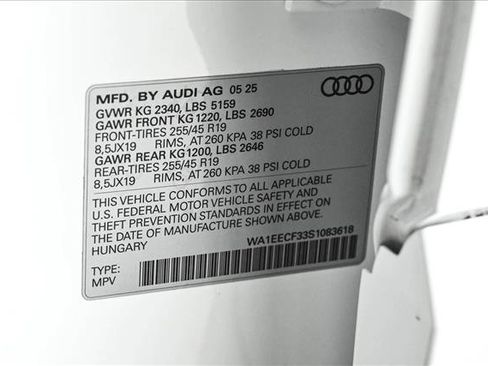 MFD. BY AUDI AG 05 25
GVWR KG 2340, LBS 5159
GAWR FRONT KG1220, LBS 2690
FRONT-TIRES 255/45 R19
8,5JX19 RIMS, AT 260 KPA 38 PSI COLD
GAWR REAR KG1200, LBS 2646
REAR-TIRES 255/45 R19
8,5JX19 RIMS, AT 260 KPA 38 PSI COLD
THIS VEHICLE CONFORMS TO ALL APPLICABLE
U.S. FEDERAL MOTOR VEHICLE SAFETY AND
THEFT PREVENTION STANDARDS IN EFFECT ON
THE DATE OF MANUFACTURE SHOWN ABOVE.
HUNGARY WA1EECF33S1083618
TYPE:
MPV